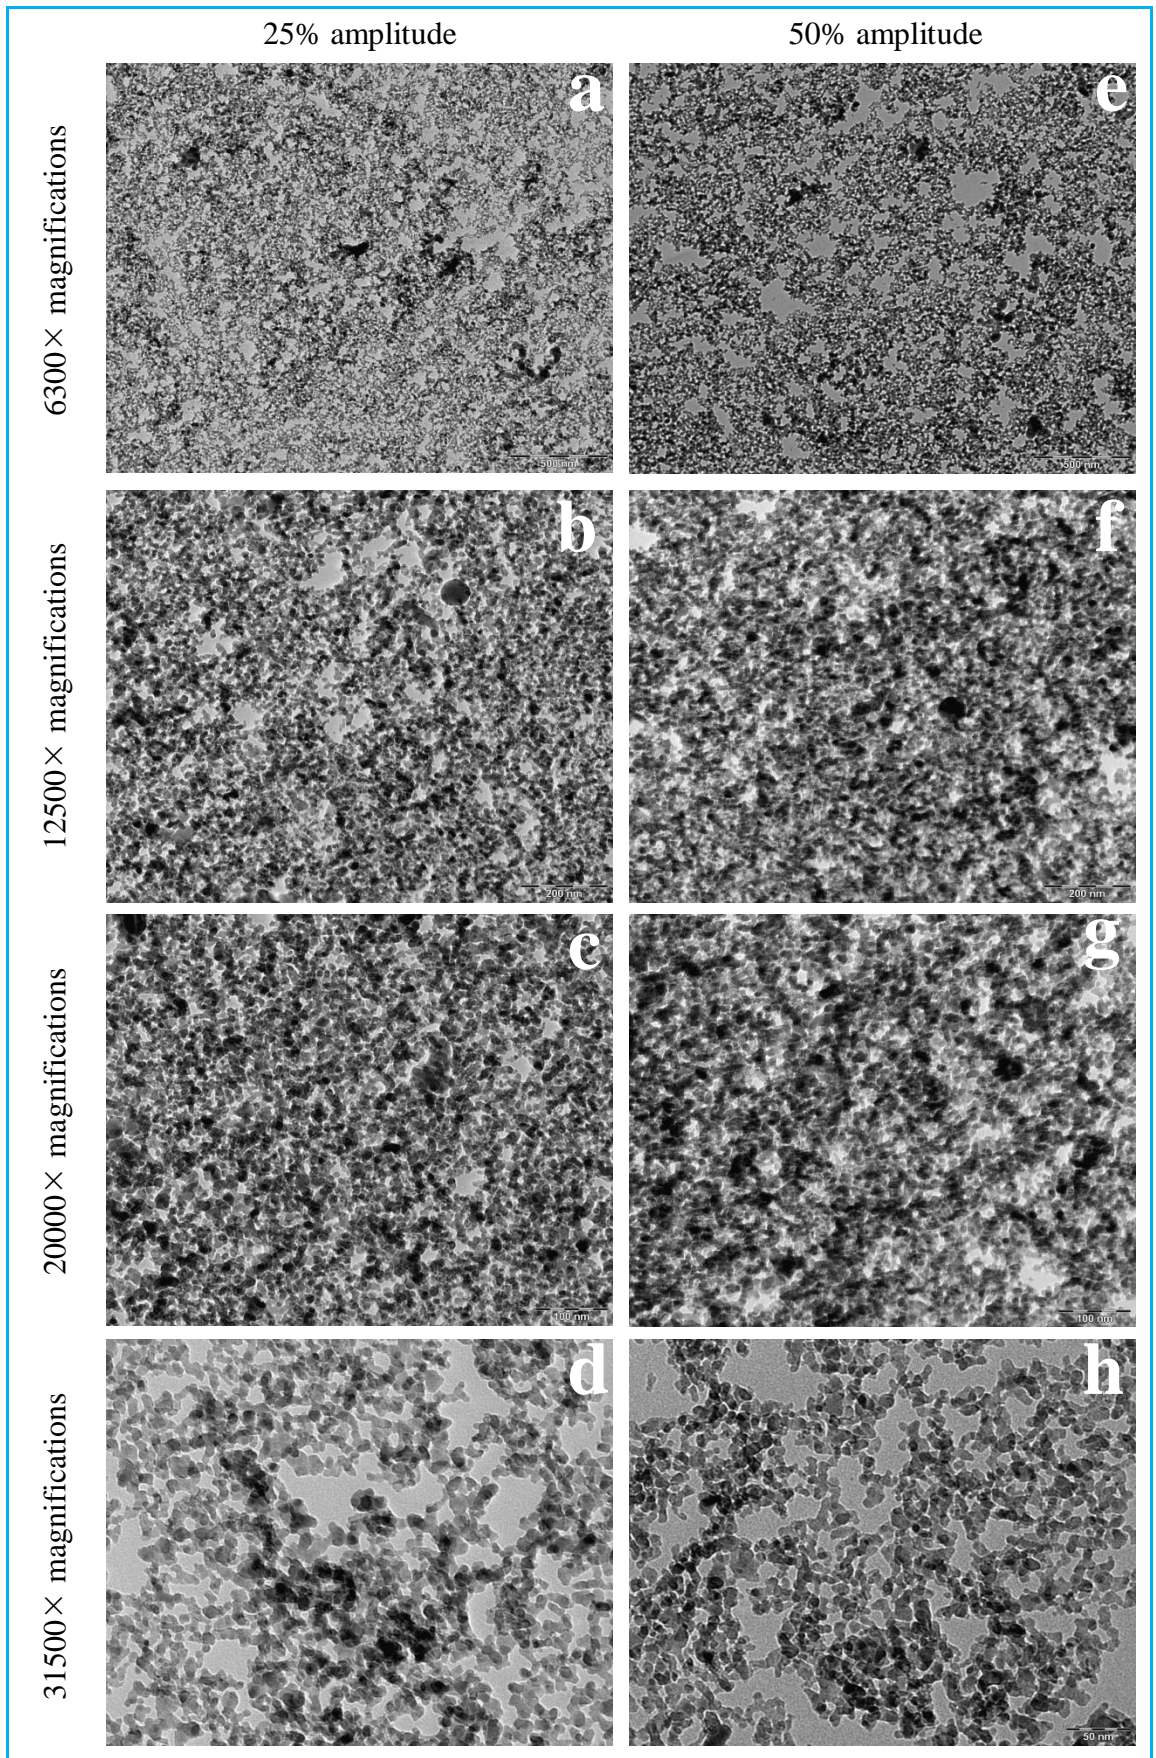 25% amplitude
50% amplitude
6300× magnifications
a
500 nm
e
500 nm
12500× magnifications
b
200 nm
f
200 nm
20000× magnifications
c
100 nm
g
100 nm
31500× magnifications
d
h
50 nm